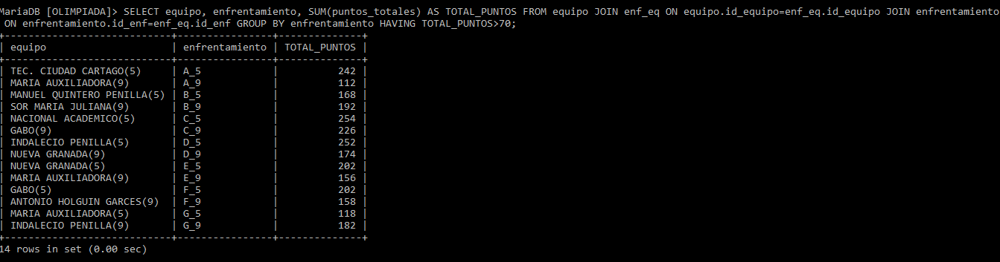 MariaDB [OLIMPIADA]> SELECT equipo, enfrentamiento, SUM(puntos_totales) AS TOTAL_PUNTOS FROM equipo JOIN enf_eq ON equipo.id_equipo=enf_eq.id_equipo JOIN enfrentamiento
ON enfrentamiento.id_enf=enf_eq.id_enf GROUP BY enfrentamiento HAVING TOTAL_PUNTOS>70;
+----------------------------+----------------+--------------+
| equipo                     | enfrentamiento | TOTAL_PUNTOS |
+----------------------------+----------------+--------------+
| TEC. CIUDAD CARTAGO(5)     | A_5            |          242 |
| MARIA AUXILIADORA(9)       | A_9            |          112 |
| MANUEL QUINTERO PENILLA(5) | B_5            |          168 |
| SOR MARIA JULIANA(9)       | B_9            |          192 |
| NACIONAL ACADEMICO(5)      | C_5            |          254 |
| GABO(9)                    | C_9            |          226 |
| INDALECIO PENILLA(5)       | D_5            |          252 |
| NUEVA GRANADA(9)           | D_9            |          174 |
| NUEVA GRANADA(5)           | E_5            |          202 |
| MARIA AUXILIADORA(9)       | E_9            |          156 |
| GABO(5)                    | F_5            |          202 |
| ANTONIO HOLGUIN GARCES(9)  | F_9            |          158 |
| MARIA AUXILIADORA(5)       | G_5            |          118 |
| INDALECIO PENILLA(9)       | G_9            |          182 |
+----------------------------+----------------+--------------+
14 rows in set (0.00 sec)